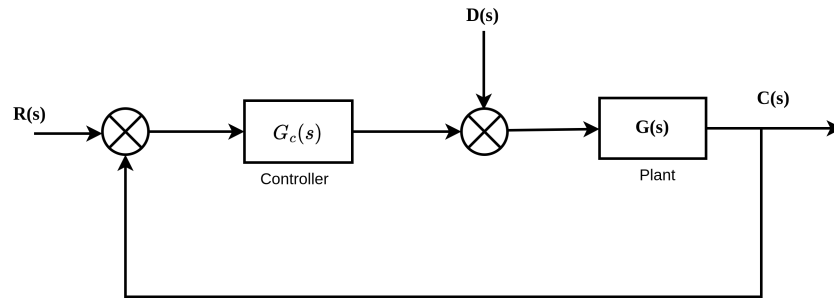 D(s)
R(s)
G_c(s)
G(s)
C(s)
Controller
Plant